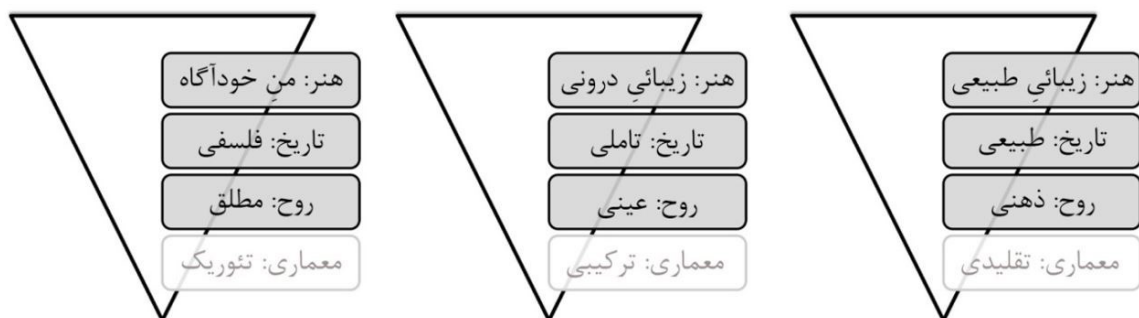 هنر: زیبائیِ طبیعی
تاریخ: طبیعی
روح: ذهنی
معماری: تقلیدی
هنر: زیبائیِ درونی
تاریخ: تاملی
روح: عینی
معماری: ترکیبی
هنر: منِ خودآگاه
تاریخ: فلسفی
روح: مطلق
معماری: تئوریک